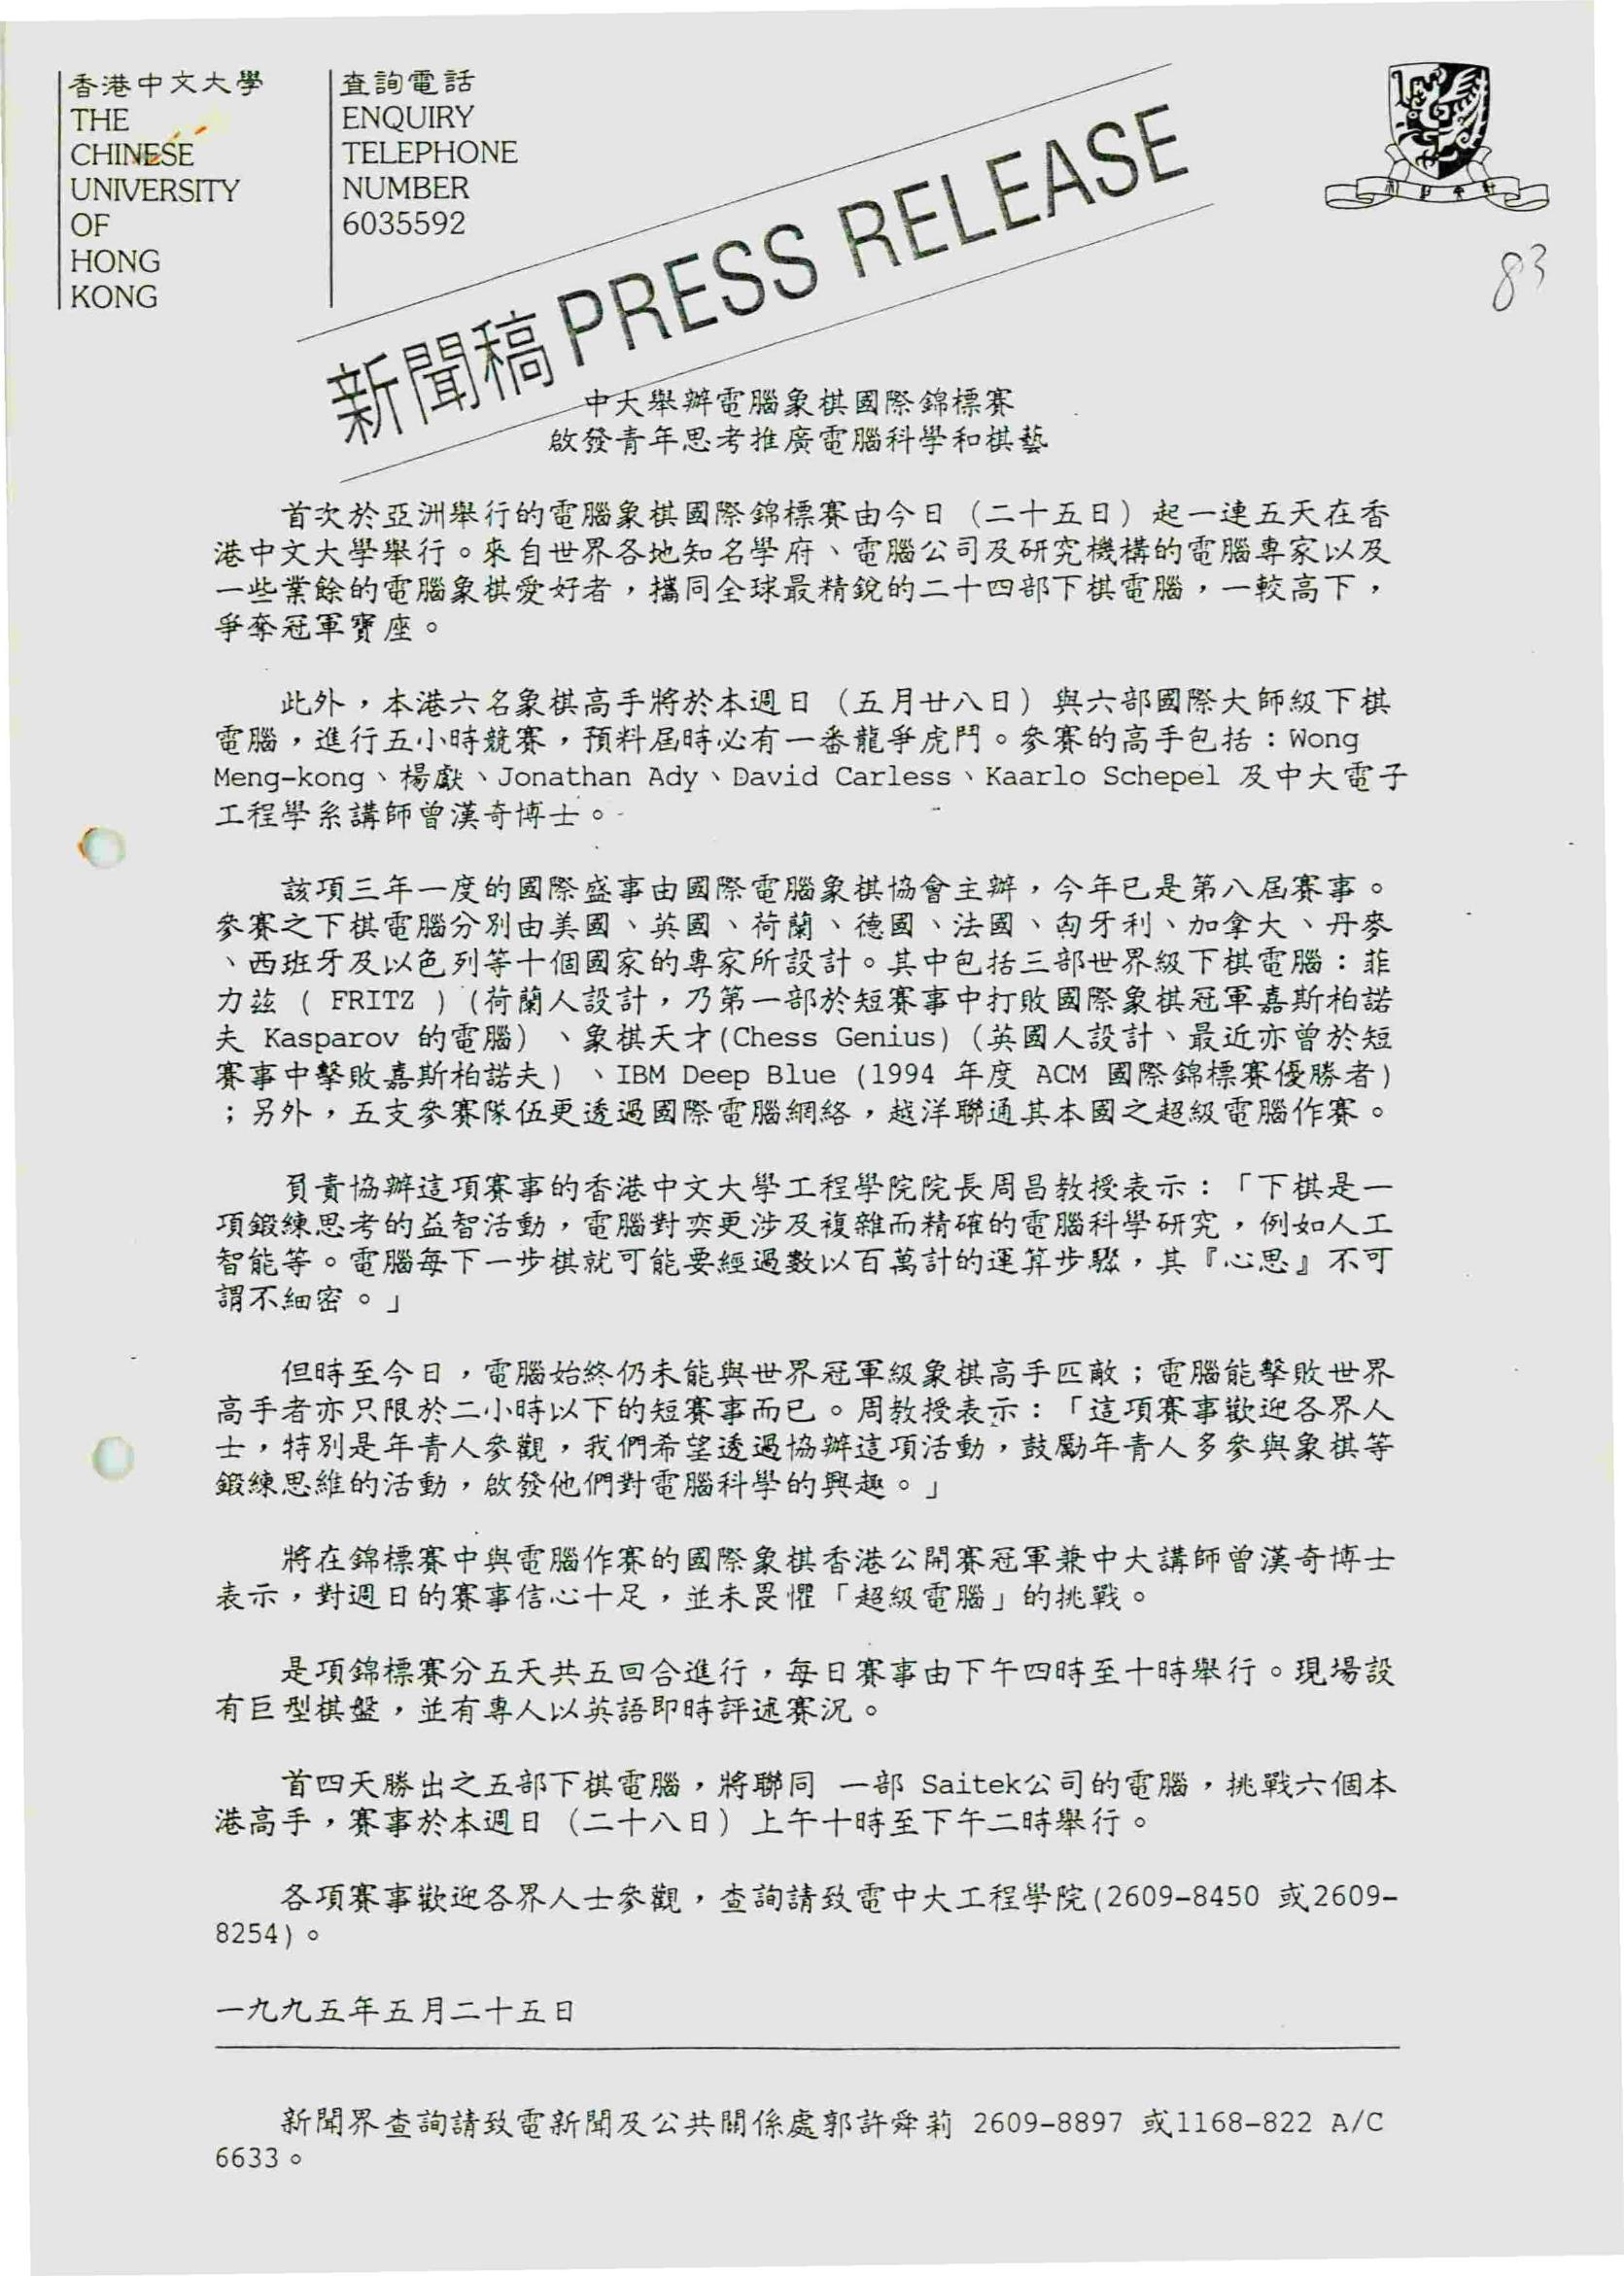 香港中文大學
THE
CHINESE
UNIVERSITY
OF
HONG
KONG
查詢電話
ENQUIRY
TELEPHONE
NUMBER
6035592
新聞稿 PRESS RELEASE
83
中大舉辦電腦象棋國際錦標賽
啟發青年思考推廣電腦科學和棋藝
首次於亞洲舉行的電腦象棋國際錦標賽由今日（二十五日）起一連五天在香
港中文大學舉行。來自世界各地知名學府、電腦公司及研究機構的電腦專家以及
一些業餘的電腦象棋愛好者，攜同全球最精銳的二十四部下棋電腦，一較高下，
爭奪冠軍寶座。
此外，本港六名象棋高手將於本週日（五月廿八日）與六部國際大師級下棋
電腦，進行五小時競賽，預料屆時必有一番龍爭虎鬥。參賽的高手包括：Wong
Meng-kong、楊獻、Jonathan Ady、David Carless、Kaarlo Schepel 及中大電子
工程學系講師曾漢奇博士。
該項三年一度的國際盛事由國際電腦象棋協會主辦，今年已是第八屆賽事。
參賽之下棋電腦分別由美國、英國、荷蘭、德國、法國、匈牙利、加拿大、丹麥
、西班牙及以色列等十個國家的專家所設計。其中包括三部世界級下棋電腦：菲
力茲 ( FRITZ ) (荷蘭人設計，乃第一部於短賽事中打敗國際象棋冠軍嘉斯柏諾
夫 Kasparov 的電腦) 、象棋天才(Chess Genius) (英國人設計、最近亦曾於短
賽事中擊敗嘉斯柏諾夫) 、IBM Deep Blue (1994 年度 ACM 國際錦標賽優勝者)
；另外，五支參賽隊伍更透過國際電腦網絡，越洋聯通其本國之超級電腦作賽。
負責協辦這項賽事的香港中文大學工程學院院長周昌教授表示：「下棋是一
項鍛練思考的益智活動，電腦對奕更涉及複雜而精確的電腦科學研究，例如人工
智能等。電腦每下一步棋就可能要經過數以百萬計的運算步驟，其『心思』不可
謂不細密。」
但時至今日，電腦始終仍未能與世界冠軍級象棋高手匹敵；電腦能擊敗世界
高手者亦只限於二小時以下的短賽事而已。周教授表示：「這項賽事歡迎各界人
士，特別是年青人參觀，我們希望透過協辦這項活動，鼓勵年青人多參與象棋等
鍛練思維的活動，啟發他們對電腦科學的興趣。」
將在錦標賽中與電腦作賽的國際象棋香港公開賽冠軍兼中大講師曾漢奇博士
表示，對週日的賽事信心十足，並未畏懼「超級電腦」的挑戰。
是項錦標賽分五天共五回合進行，每日賽事由下午四時至十時舉行。現場設
有巨型棋盤，並有專人以英語即時評述賽況。
首四天勝出之五部下棋電腦，將聯同 一部 Saitek公司的電腦，挑戰六個本
港高手，賽事於本週日（二十八日）上午十時至下午二時舉行。
各項賽事歡迎各界人士參觀，查詢請致電中大工程學院(2609-8450 或2609-
8254)。
一九九五年五月二十五日
新聞界查詢請致電新聞及公共關係處郭許舜莉 2609-8897 或1168-822 A/C
6633。